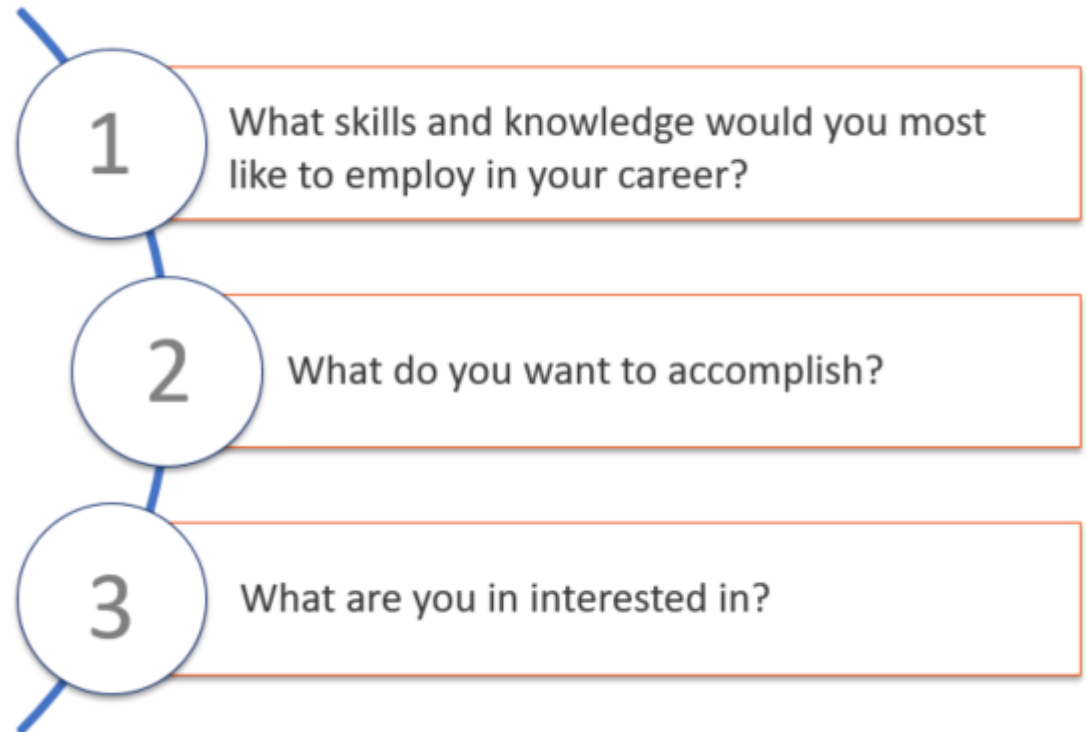 1
What skills and knowledge would you most
like to employ in your career?
2
What do you want to accomplish?
3
What are you in interested in?